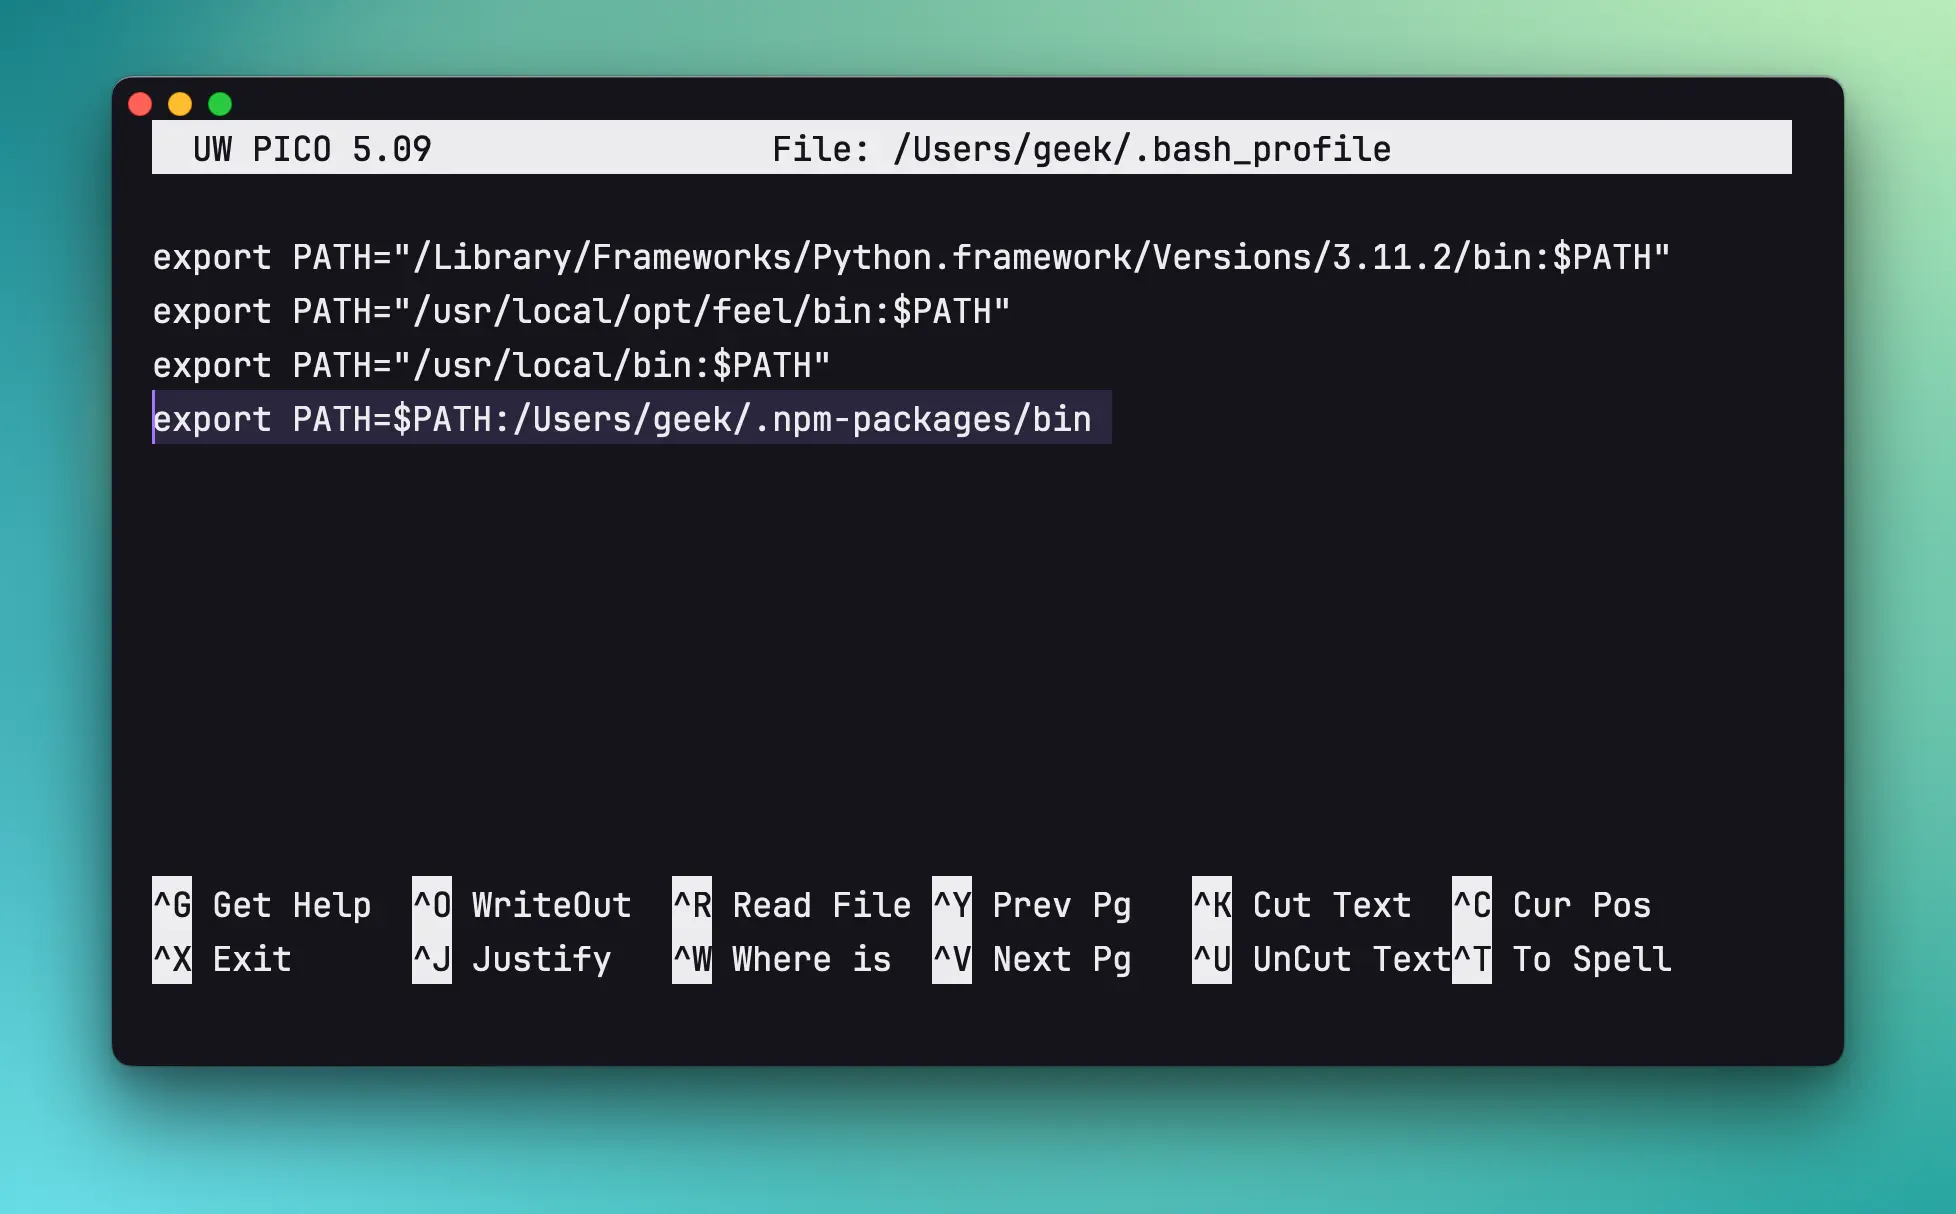 UW PICO 5.09 File: /Users/geek/.bash_profile
export PATH="/Library/Frameworks/Python.framework/Versions/3.11.2/bin:$PATH"
export PATH="/usr/local/opt/feel/bin:$PATH"
export PATH="/usr/local/bin:$PATH"
export PATH=$PATH:/Users/geek/.npm-packages/bin
^G Get Help ^O WriteOut ^R Read File ^Y Prev Pg ^K Cut Text ^C Cur Pos
^X Exit ^J Justify ^W Where is ^V Next Pg ^U UnCut Text ^T To Spell